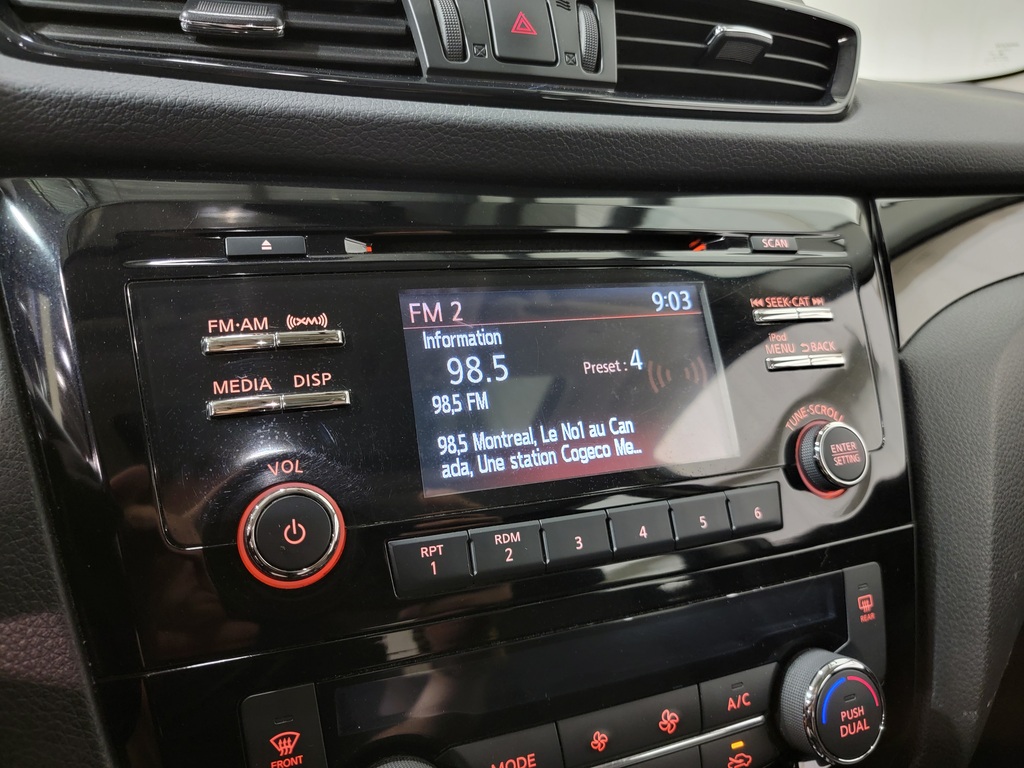 SCAN
FM·AM
((XM))
SEEK·CAT
FM 2
9:03
iPod
MENU
BACK
Information
98.5
Preset : 4
MEDIA
DISP
98,5 FM
98,5 Montreal, Le No1 au Can
ada, Une station Cogeco Me...
TUNE·SCROLL
ENTER
SETTING
VOL
RPT
1
RDM
2
3
4
5
6
REAR
A/C
PUSH
DUAL
FRONT
MODE